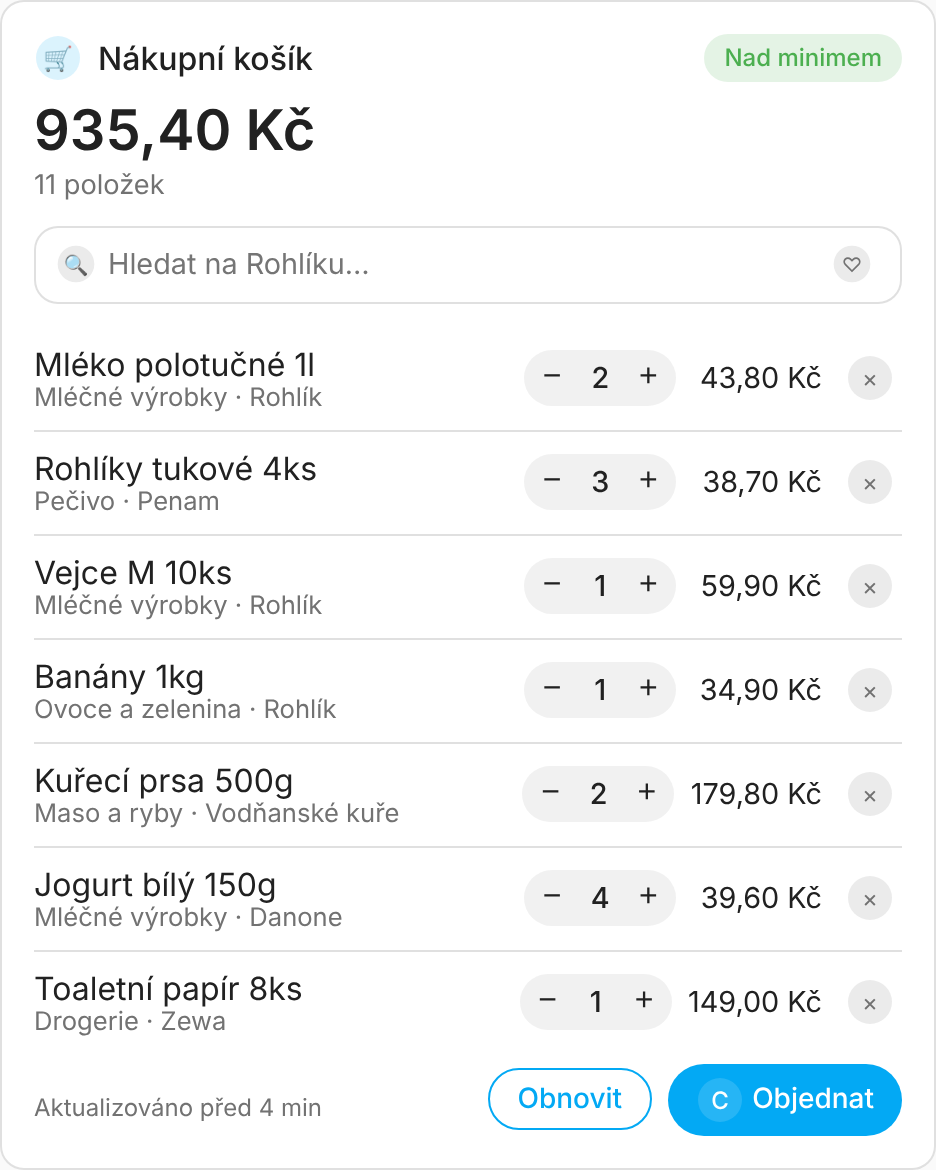 Nákupní košík
Nad minimem
935,40 Kč
11 položek
Hledat na Rohlíku...
Mléko polotučné 1l
Mléčné výrobky · Rohlík
− 2 + 43,80 Kč ×
Rohlíky tukové 4ks
Pečivo · Penam
− 3 + 38,70 Kč ×
Vejce M 10ks
Mléčné výrobky · Rohlík
− 1 + 59,90 Kč ×
Banány 1kg
Ovoce a zelenina · Rohlík
− 1 + 34,90 Kč ×
Kuřecí prsa 500g
Maso a ryby · Vodňanské kuře
− 2 + 179,80 Kč ×
Jogurt bílý 150g
Mléčné výrobky · Danone
− 4 + 39,60 Kč ×
Toaletní papír 8ks
Drogerie · Zewa
− 1 + 149,00 Kč ×
Aktualizováno před 4 min
Obnovit
C Objednat